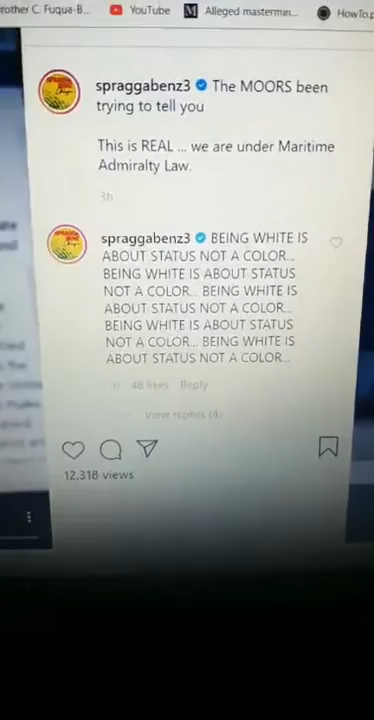 rother C. Fuqua-B... YouTube Alleged mastermin... HowTo.p
spraggabenz3 The MOORS been
trying to tell you
This is REAL ... we are under Maritime
Admiralty Law.
3h
spraggabenz3 BEING WHITE IS
ABOUT STATUS NOT A COLOR...
BEING WHITE IS ABOUT STATUS
NOT A COLOR... BEING WHITE IS
ABOUT STATUS NOT A COLOR...
BEING WHITE IS ABOUT STATUS
NOT A COLOR... BEING WHITE IS
ABOUT STATUS NOT A COLOR...
48 likes Reply
View replies (4)
12,318 views